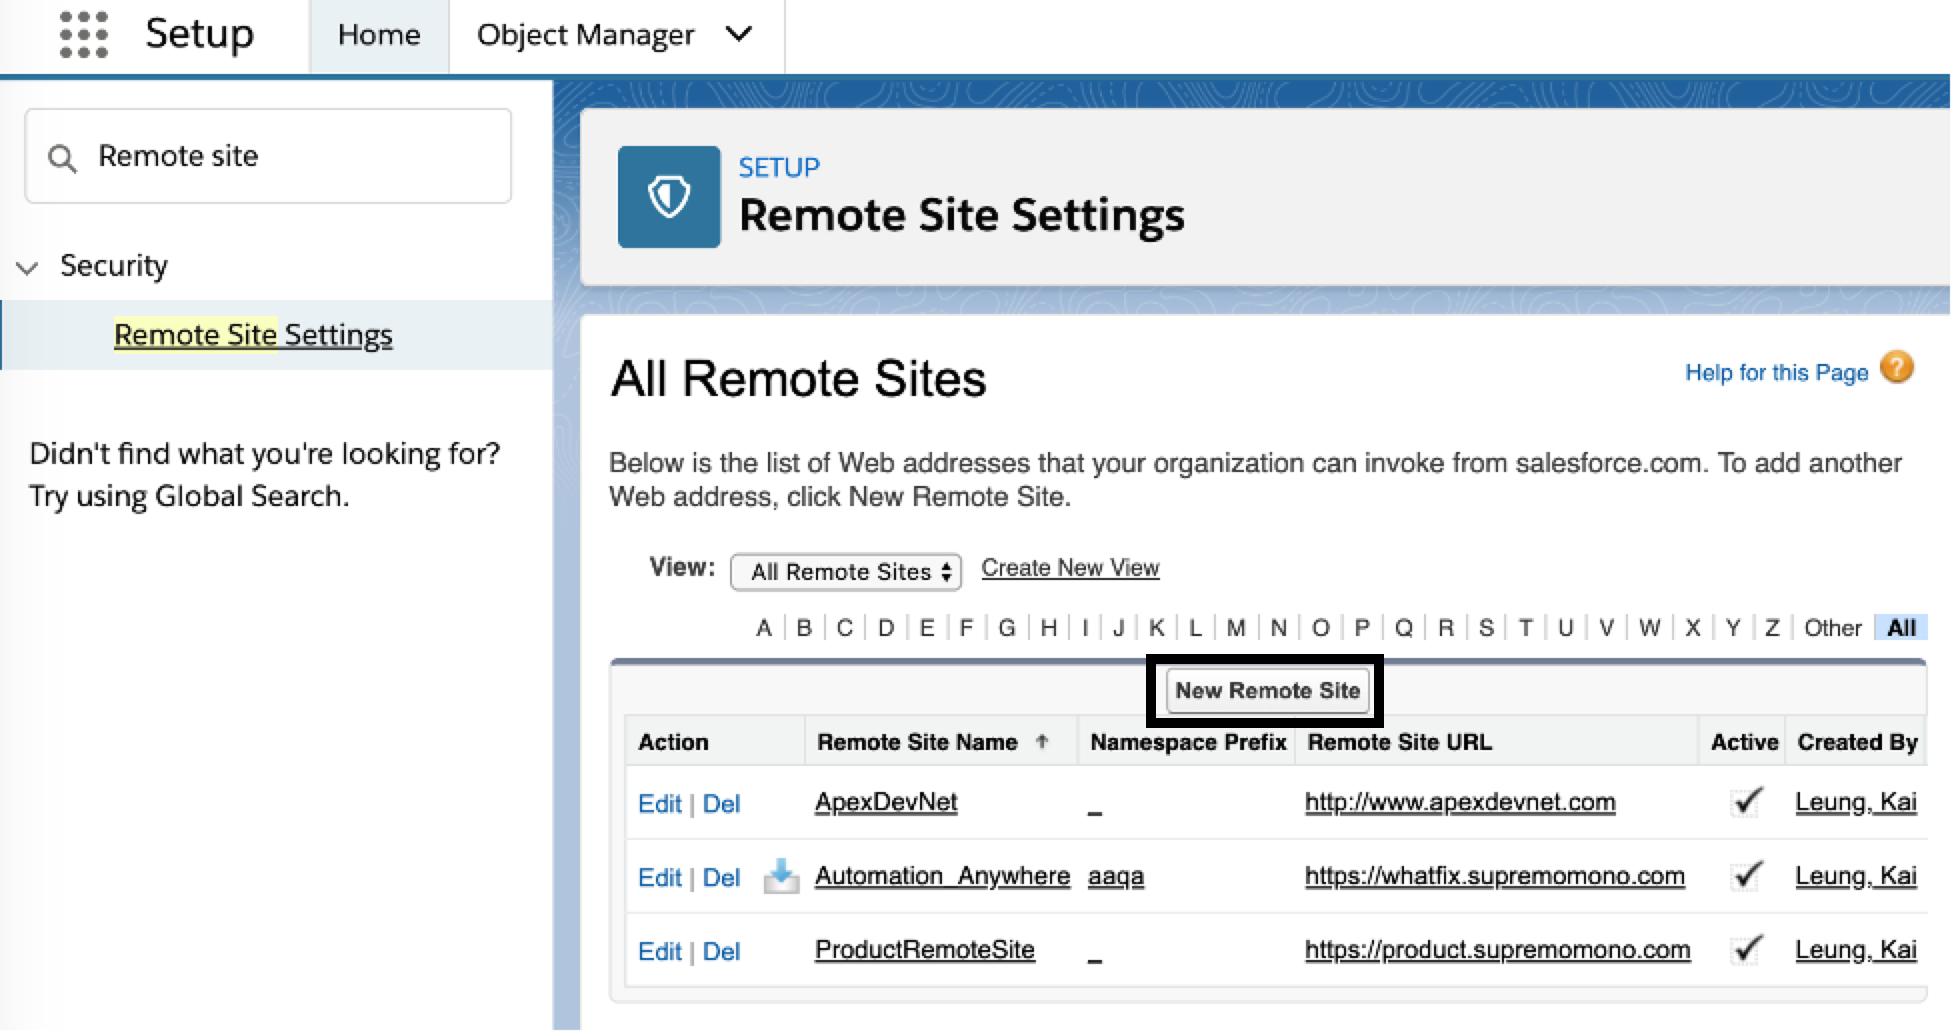 Setup Home Object Manager
Remote site
Security
Remote Site Settings
Didn't find what you're looking for?
Try using Global Search.
SETUP
Remote Site Settings
All Remote Sites
Help for this Page ?
Below is the list of Web addresses that your organization can invoke from salesforce.com. To add another
Web address, click New Remote Site.
View: All Remote Sites Create New View
A | B | C | D | E | F | G | H | I | J | K | L | M | N | O | P | Q | R | S | T | U | V | W | X | Y | Z | Other | All
New Remote Site
Action Remote Site Name ↑ Namespace Prefix Remote Site URL Active Created By
Edit | Del ApexDevNet _ http://www.apexdevnet.com ✓ Leung, Kai
Edit | Del Automation_Anywhere aaqa https://whatfix.supremomono.com ✓ Leung, Kai
Edit | Del ProductRemoteSite _ https://product.supremomono.com ✓ Leung, Kai